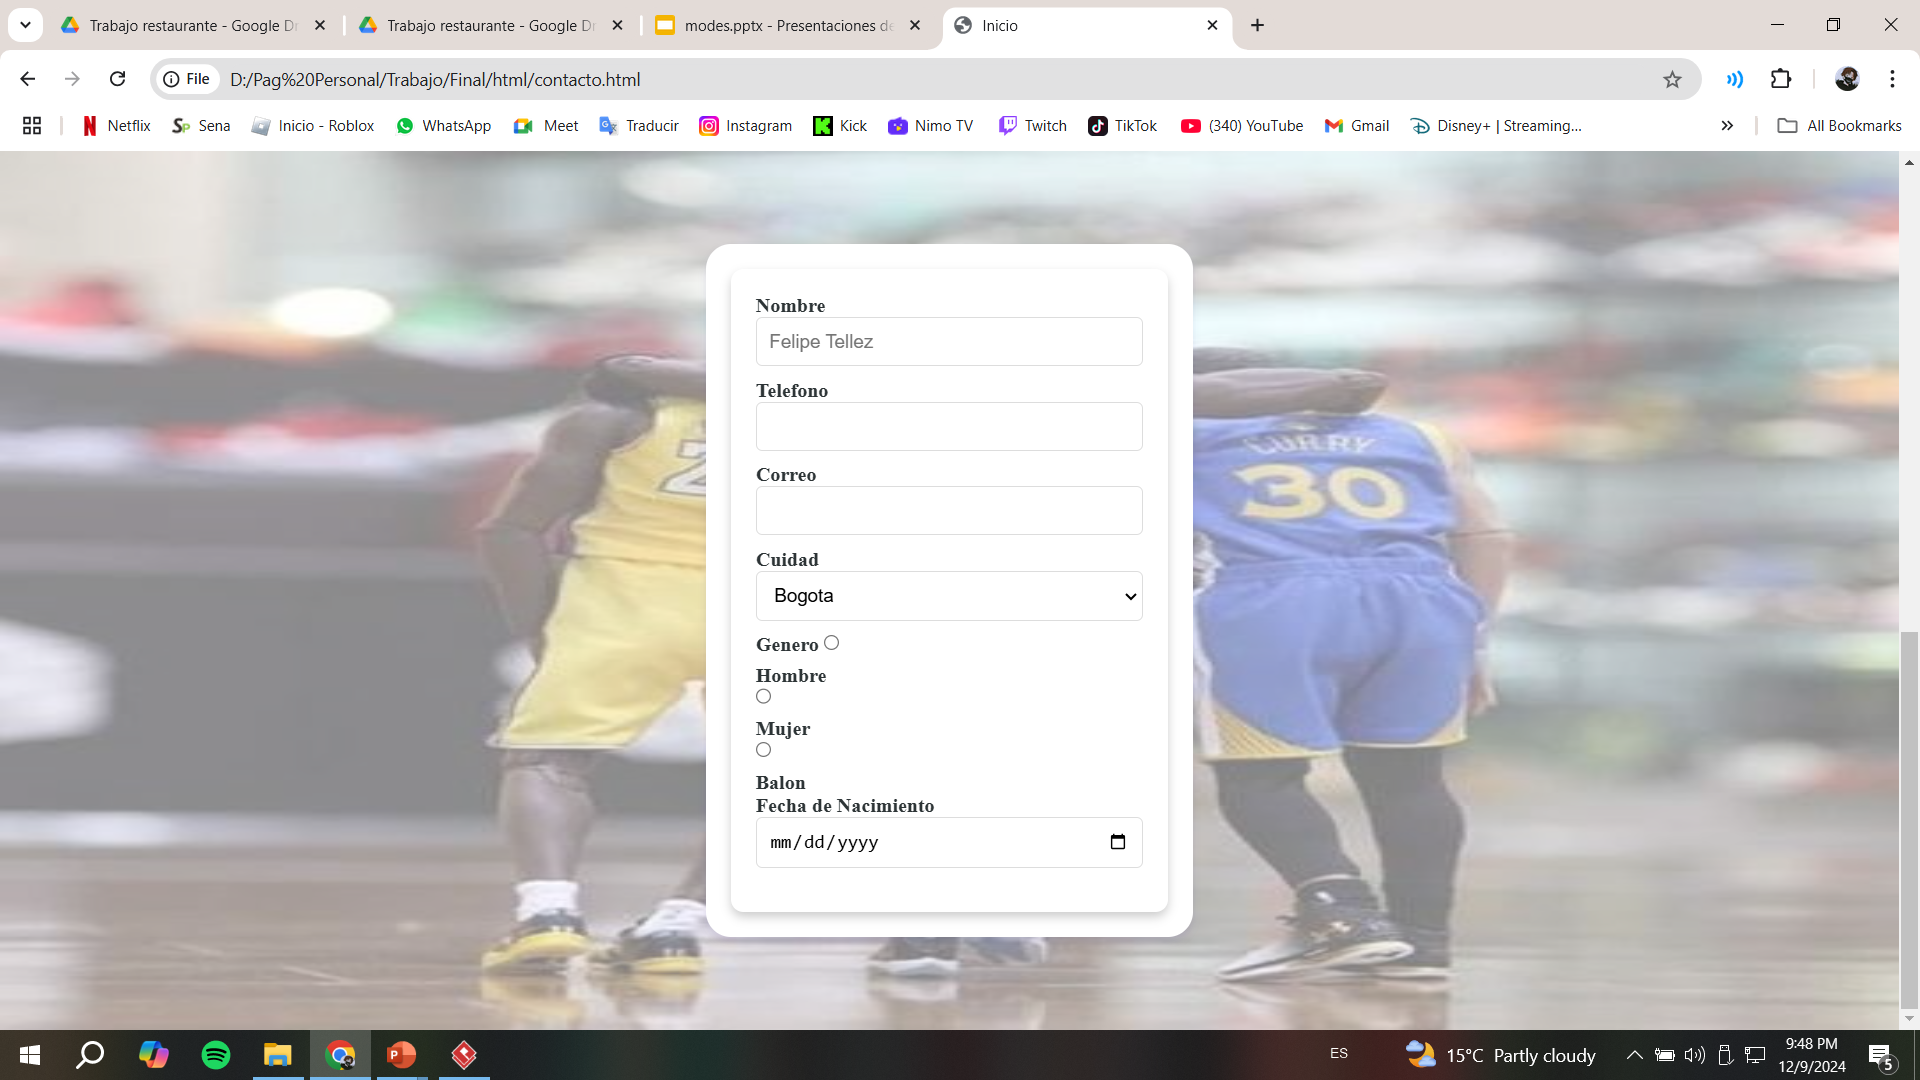 Trabajo restaurante - Google Dr
Trabajo restaurante - Google Dr
modes.pptx - Presentaciones de
Inicio
File
D:/Pag%20Personal/Trabajo/Final/html/contacto.html
Netflix
Sena
Inicio - Roblox
WhatsApp
Meet
Traducir
Instagram
Kick
Nimo TV
Twitch
TikTok
(340) YouTube
Gmail
Disney+ | Streaming...
All Bookmarks
CURRY
30
2
Nombre
Felipe Tellez
Telefono
Correo
Cuidad
Bogota
Genero
Hombre
Mujer
Balon
Fecha de Nacimiento
mm/dd/yyyy
ES
15°C Partly cloudy
9:48 PM
12/9/2024
5